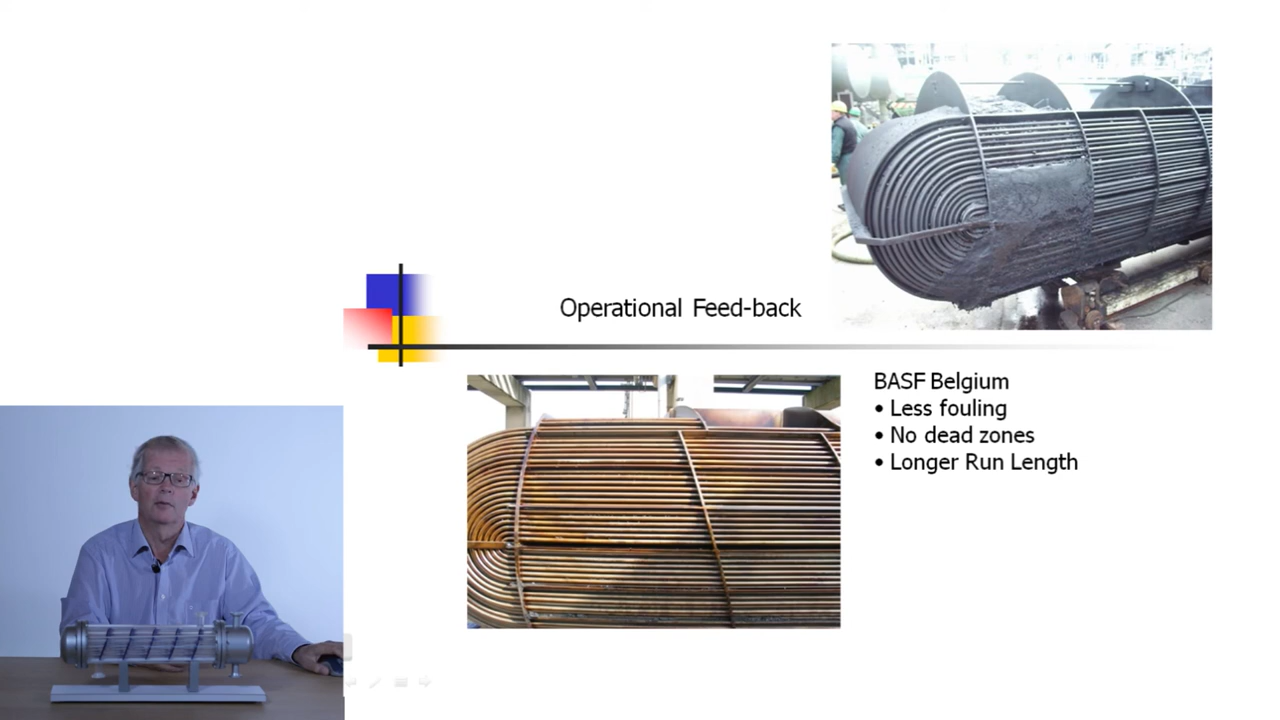 Operational Feed-back
BASF Belgium
• Less fouling
• No dead zones
• Longer Run Length